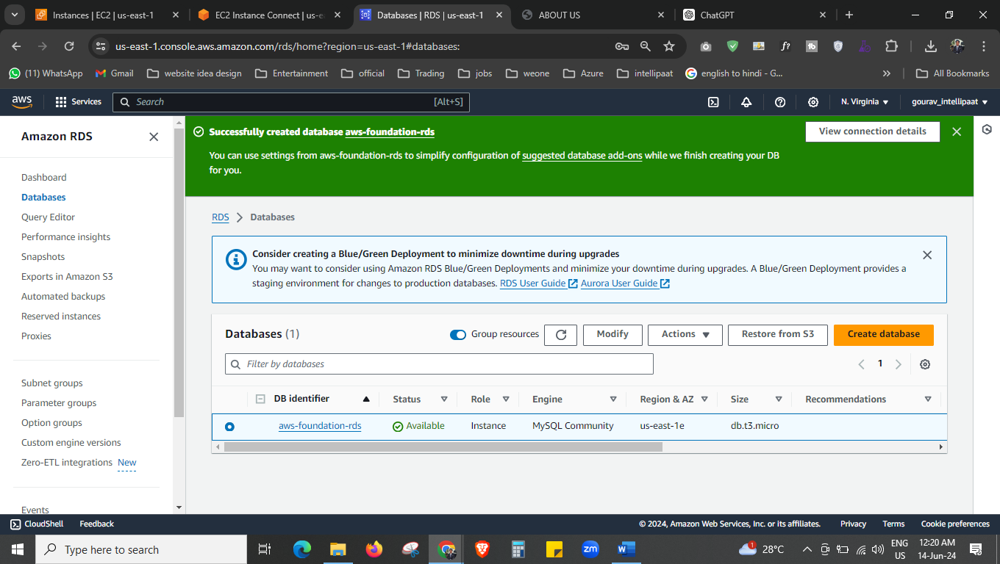 Instances | EC2 | us-east-1
EC2 Instance Connect | us-e
Databases | RDS | us-east-1
ABOUT US
ChatGPT
us-east-1.console.aws.amazon.com/rds/home?region=us-east-1#databases:
(11) WhatsApp
Gmail
website idea design
Entertainment
official
Trading
jobs
weone
Azure
intellipaat
english to hindi - G...
All Bookmarks
aws
Services
Search
[Alt+S]
N. Virginia
gourav_intellipaat
Amazon RDS
Dashboard
Databases
Query Editor
Performance insights
Snapshots
Exports in Amazon S3
Automated backups
Reserved instances
Proxies
Subnet groups
Parameter groups
Option groups
Custom engine versions
Zero-ETL integrations New
Events
Successfully created database aws-foundation-rds
View connection details
You can use settings from aws-foundation-rds to simplify configuration of suggested database add-ons while we finish creating your DB
for you.
RDS > Databases
Consider creating a Blue/Green Deployment to minimize downtime during upgrades
You may want to consider using Amazon RDS Blue/Green Deployments and minimize your downtime during upgrades. A Blue/Green Deployment provides a
staging environment for changes to production databases. RDS User Guide Aurora User Guide
Databases (1)
Group resources
Modify
Actions
Restore from S3
Create database
Filter by databases
1
DB identifier
Status
Role
Engine
Region & AZ
Size
Recommendations
aws-foundation-rds
Available
Instance
MySQL Community
us-east-1e
db.t3.micro
CloudShell
Feedback
© 2024, Amazon Web Services, Inc. or its affiliates.
Privacy
Terms
Cookie preferences
Type here to search
28°C
ENG
US
12:20 AM
14-Jun-24